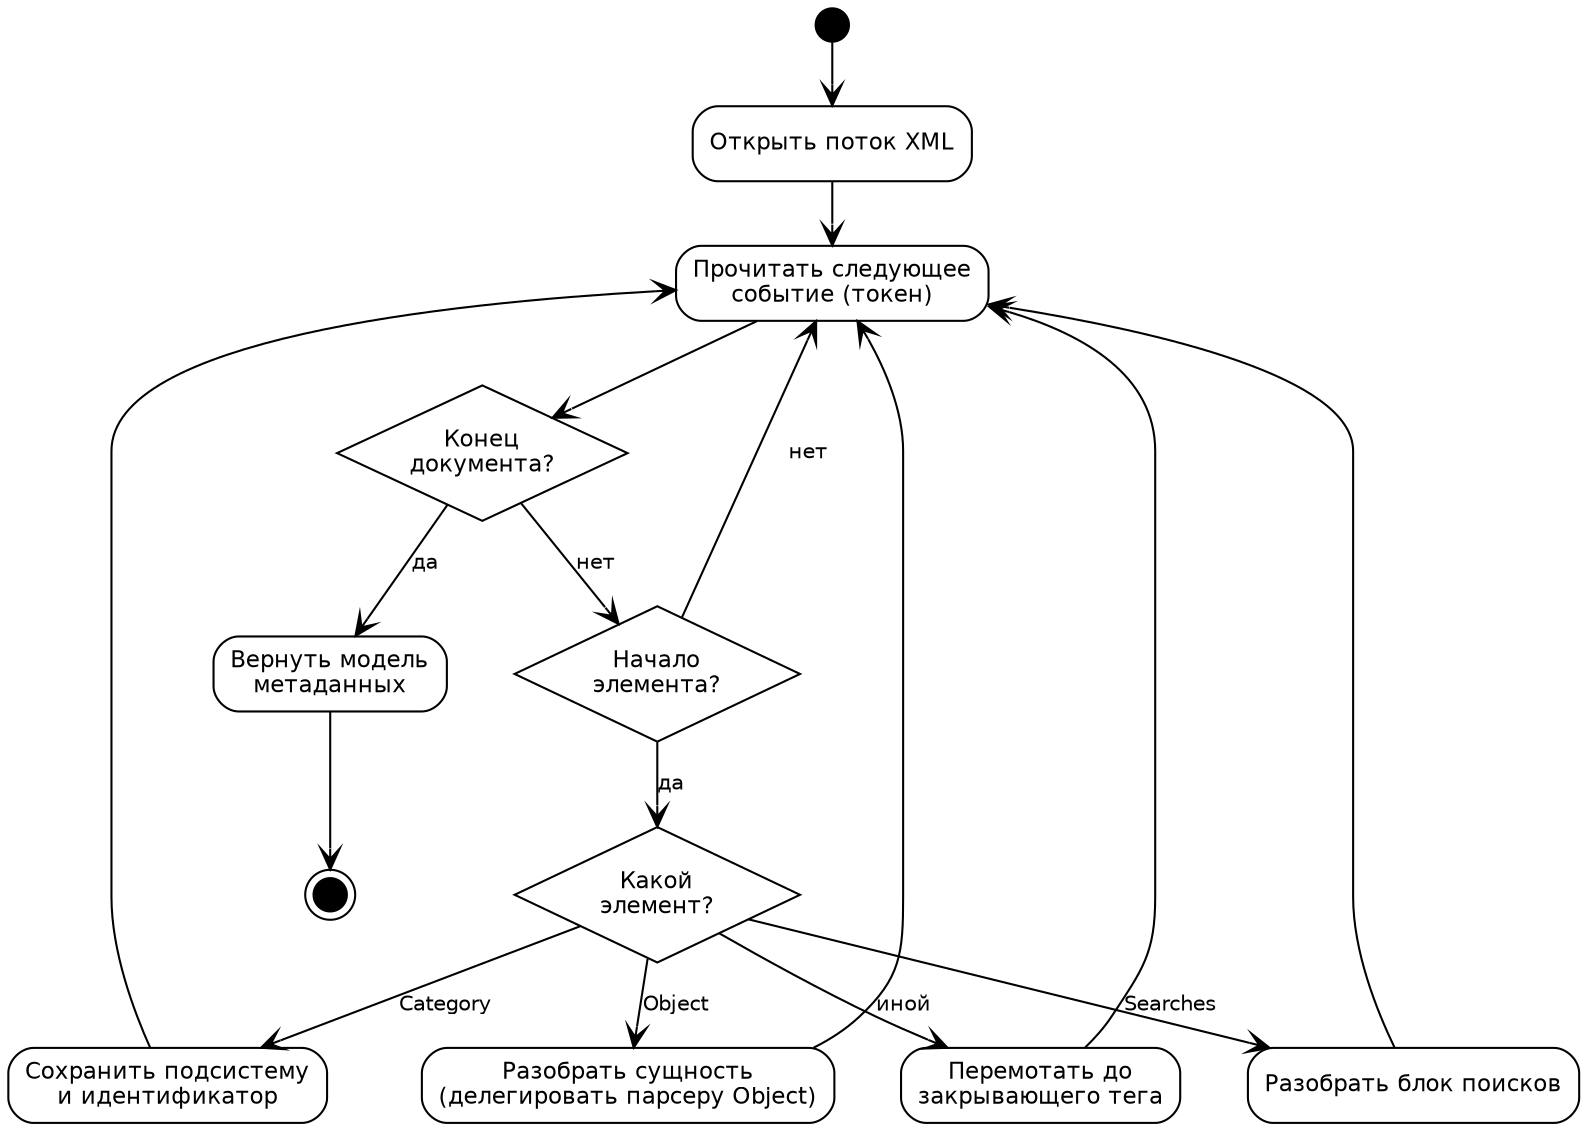 Открыть поток XML
Прочитать следующее
событие (токен)
Конец
документа?
нет
да
нет
Вернуть модель
метаданных
Начало
элемента?
да
Какой
элемент?
Category
Object
иной
Searches
Сохранить подсистему
и идентификатор
Разобрать сущность
(делегировать парсеру Object)
Перемотать до
закрывающего тега
Разобрать блок поисков